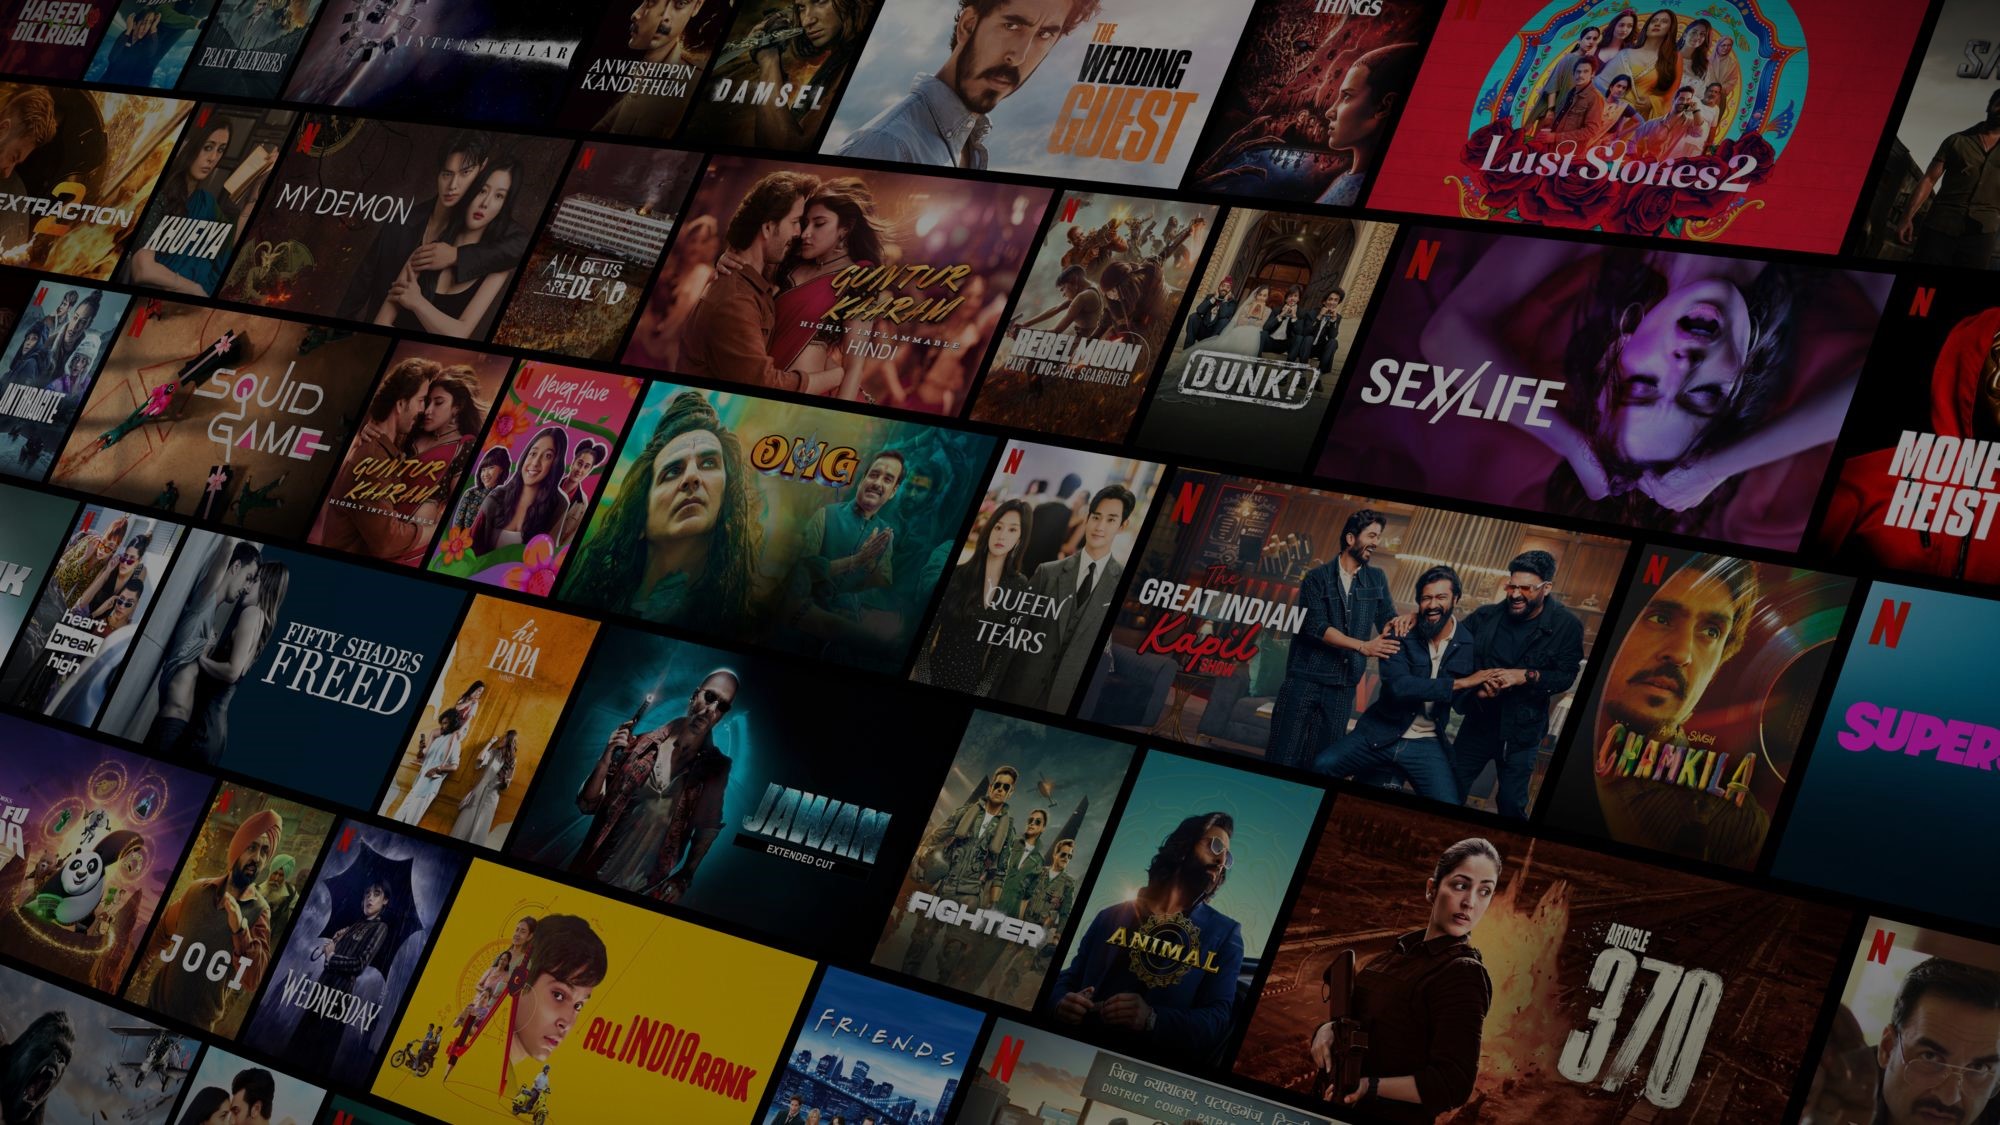 HASEEN
DILLRUBA
PEAKY BLINDERS
INTERSTELLAR
ANWESHIPPIN
KANDETHUM
DAMSEL
THE
WEDDING
GUEST
THINGS
Lust Stories 2
EXTRACTION
2
KHUFIYA
MY DEMON
ALL OF US
ARE DEAD
GUNTUR
KAARAM
HIGHLY INFLAMMABLE
HINDI
REBEL MOON
PART TWO: THE SCARGIVER
DUNKI
SEX/LIFE
MONE
HEIST
ANTHRACITE
SQUID
GAME
GUNTUR
KAARAM
HIGHLY INFLAMMABLE
Never Have
I Ever
OMG
QUEEN
OF
TEARS
The
GREAT INDIAN
Kapil
SHOW
AMAR SINGH
CHAMKILA
SUPER
heart
break
high
FIFTY SHADES
FREED
hi
PAPA
HINDI
JAWAN
EXTENDED CUT
FIGHTER
ANIMAL
ARTICLE
370
FU
JOGI
WEDNESDAY
ALL INDIA RANK
F·R·I·E·N·D·S
जिला न्यायालय, पटपड़गंज,
DISTRICT COURT